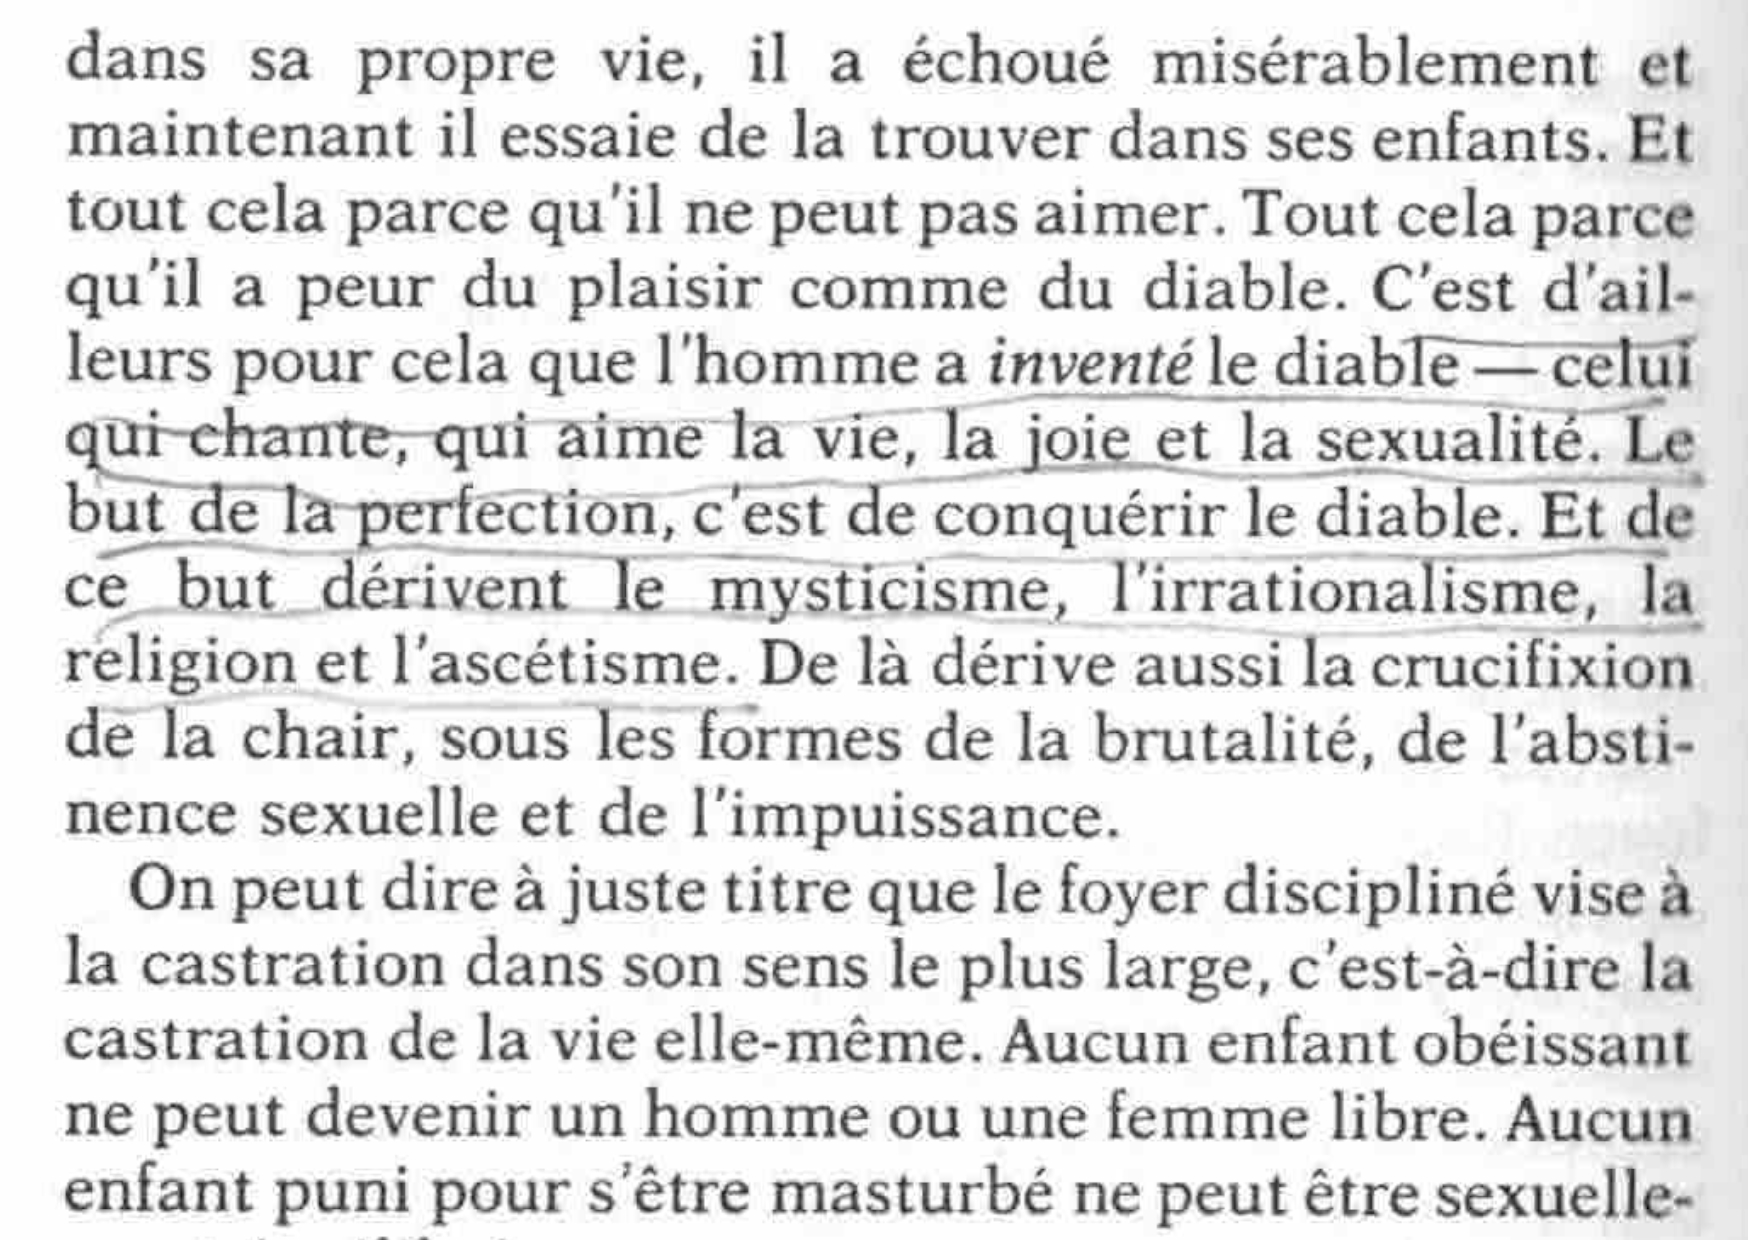 dans sa propre vie, il a échoué misérablement et
maintenant il essaie de la trouver dans ses enfants. Et
tout cela parce qu'il ne peut pas aimer. Tout cela parce
qu'il a peur du plaisir comme du diable. C'est d'ail-
leurs pour cela que l'homme a inventé le diable — celui
qui chante, qui aime la vie, la joie et la sexualité. Le
but de la perfection, c'est de conquérir le diable. Et de
ce but dérivent le mysticisme, l'irrationalisme, la
religion et l'ascétisme. De là dérive aussi la crucifixion
de la chair, sous les formes de la brutalité, de l'absti-
nence sexuelle et de l'impuissance.
On peut dire à juste titre que le foyer discipliné vise à
la castration dans son sens le plus large, c'est-à-dire la
castration de la vie elle-même. Aucun enfant obéissant
ne peut devenir un homme ou une femme libre. Aucun
enfant puni pour s'être masturbé ne peut être sexuelle-